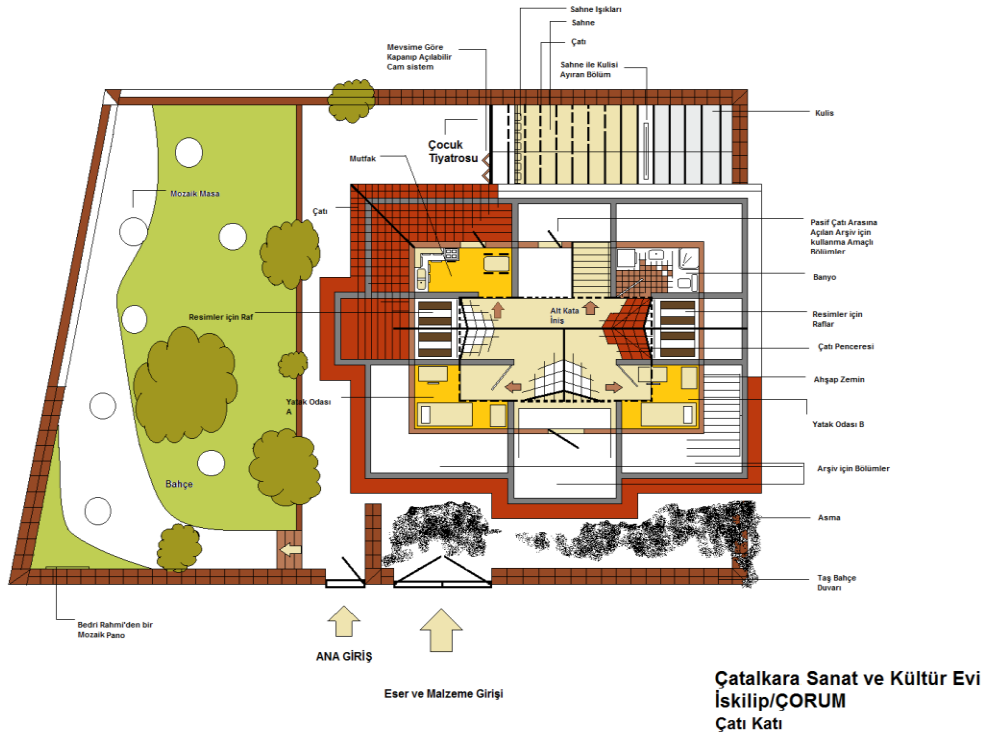 Sahne Işıkları
Sahne
Çatı
Mevsime Göre
Kapanıp Açılabilir
Cam sistem
Sahne ile Kulisi
Ayıran Bölüm
Kulis
Çocuk
Tiyatrosu
Mutfak
Mozaik Masa
Çatı
Pasif Çatı Arasına
Açılan Arşiv için
kullanma Amaçlı
Bölümler
Banyo
Alt Kata
İniş
Resimler için Raf
Resimler için
Raflar
Çatı Penceresi
Ahşap Zemin
Yatak Odası
A
Yatak Odası B
Arşiv için Bölümler
Bahçe
Asma
Taş Bahçe
Duvarı
Bedri Rahmi'den bir
Mozaik Pano
ANA GİRİŞ
Eser ve Malzeme Girişi
Çatalkara Sanat ve Kültür Evi
İskilip/ÇORUM
Çatı Katı